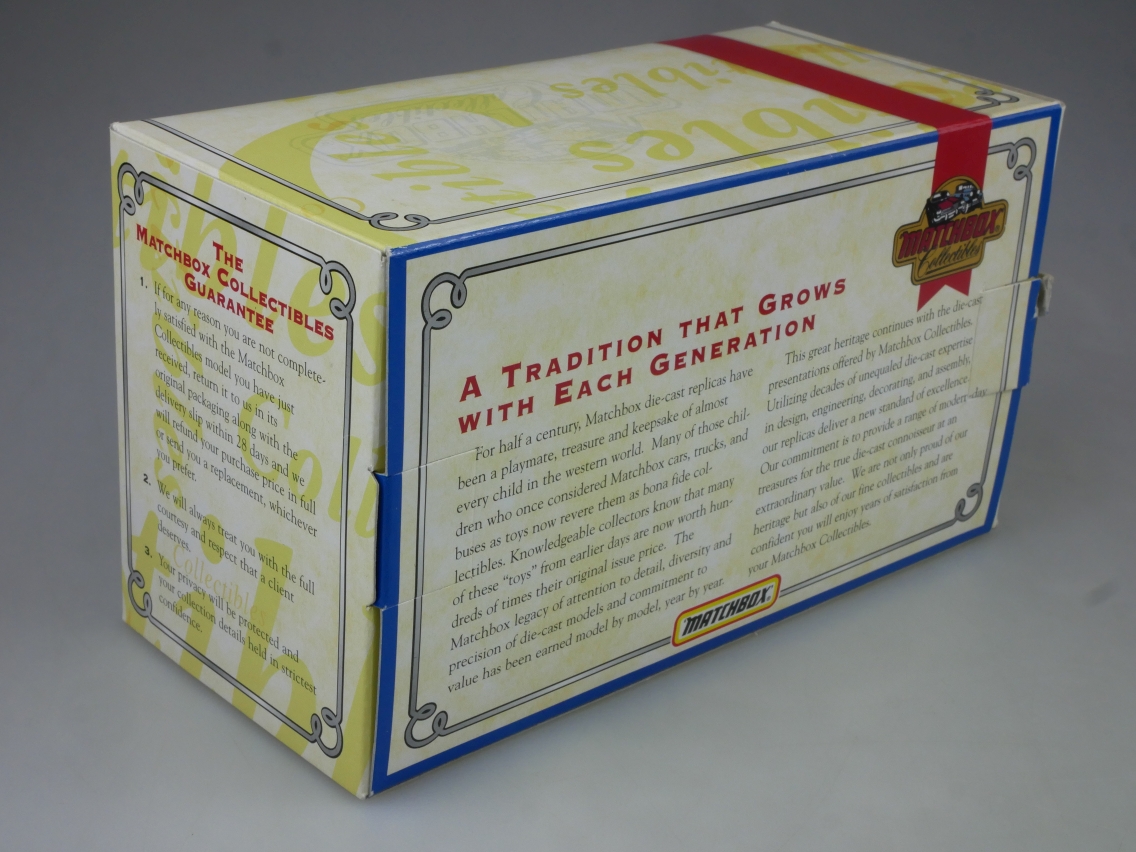 THE
MATCHBOX COLLECTIBLES
GUARANTEE
1. If for any reason you are not complete-
ly satisfied with the Matchbox
Collectibles model you have just
received, return it to us in its
original packaging along with the
delivery slip within 28 days and we
will refund your purchase price in full
or send you a replacement, whichever
you prefer.
2. We will always treat you with the full
courtesy and respect that a client
deserves.
3. Your privacy will be protected and
your collection details held in strictest
confidence.
MATCHBOX
Collectibles
A TRADITION THAT GROWS
WITH EACH GENERATION
For half a century, Matchbox die-cast replicas have
been a playmate, treasure and keepsake of almost
every child in the western world. Many of those chil-
dren who once considered Matchbox cars, trucks, and
buses as toys now revere them as bona fide col-
lectibles. Knowledgeable collectors know that many
of these "toys" from earlier days are now worth hun-
dreds of times their original issue price. The
Matchbox legacy of attention to detail, diversity and
precision of die-cast models and commitment to
value has been earned model by model, year by year.
This great heritage continues with the die-cast
presentations offered by Matchbox Collectibles.
Utilizing decades of unequaled die-cast expertise
in design, engineering, decorating, and assembly,
our replicas deliver a new standard of excellence.
Our commitment is to provide a range of modern-day
treasures for the true die-cast connoisseur at an
extraordinary value. We are not only proud of our
heritage but also of our fine collectibles and are
confident you will enjoy years of satisfaction from
your Matchbox Collectibles.
MATCHBOX